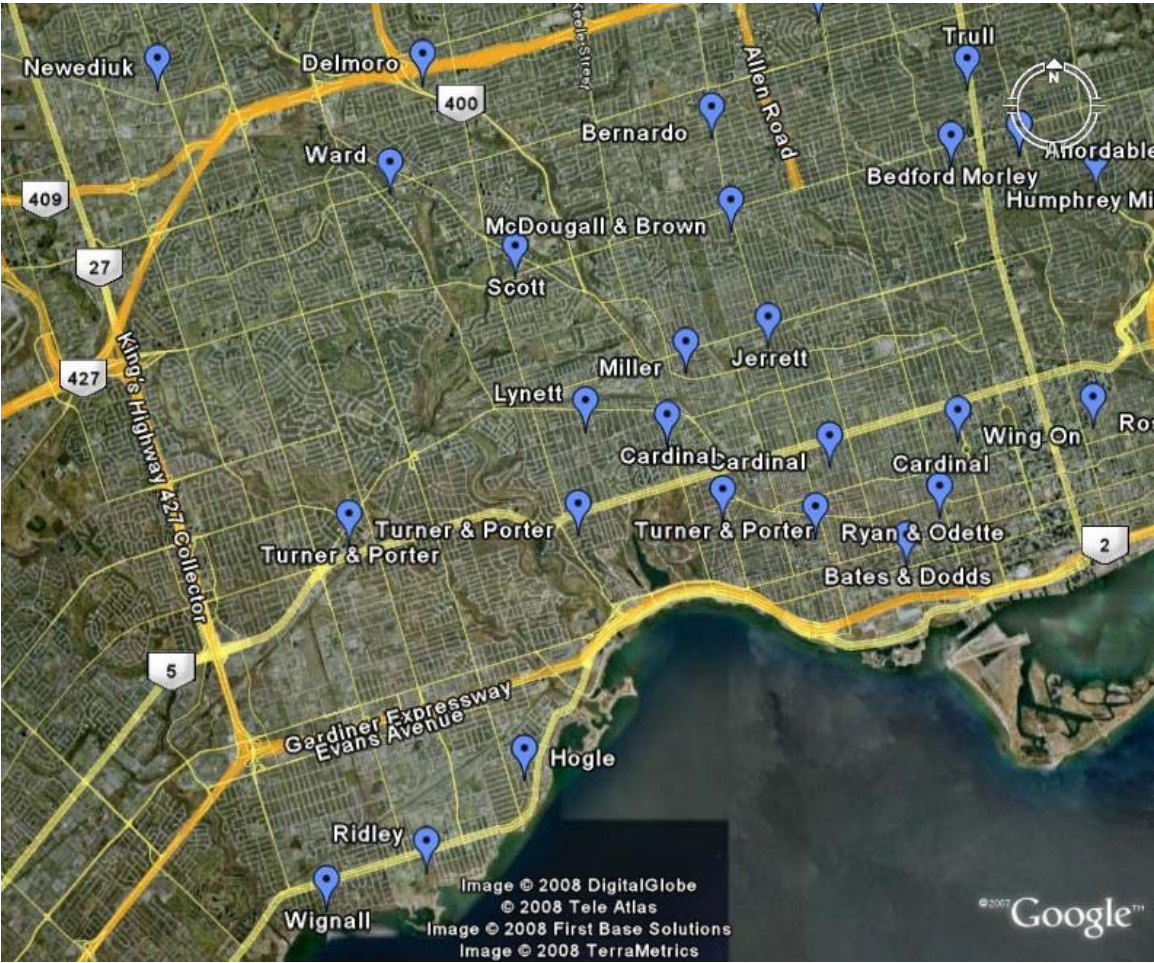 Keele Street
Trull
Newediuk
Delmoro
N
400
Allen Road
Bernardo
Ward
Affordable
Bedford Morley
409
Humphrey Mi
McDougall & Brown
27
Scott
King's Highway 427 Collector
427
Miller
Jerrett
Lynett
Ros
Wing On
Cardinal
Cardinal
Cardinal
Turner & Porter
Turner & Porter
Ryan & Odette
Turner & Porter
2
Bates & Dodds
5
Gardiner Expressway
Evans Avenue
Hogle
Ridley
Image © 2008 DigitalGlobe
© 2008 Tele Atlas
Wignall
Image © 2008 First Base Solutions
Image © 2008 TerraMetrics
©2007 Google™